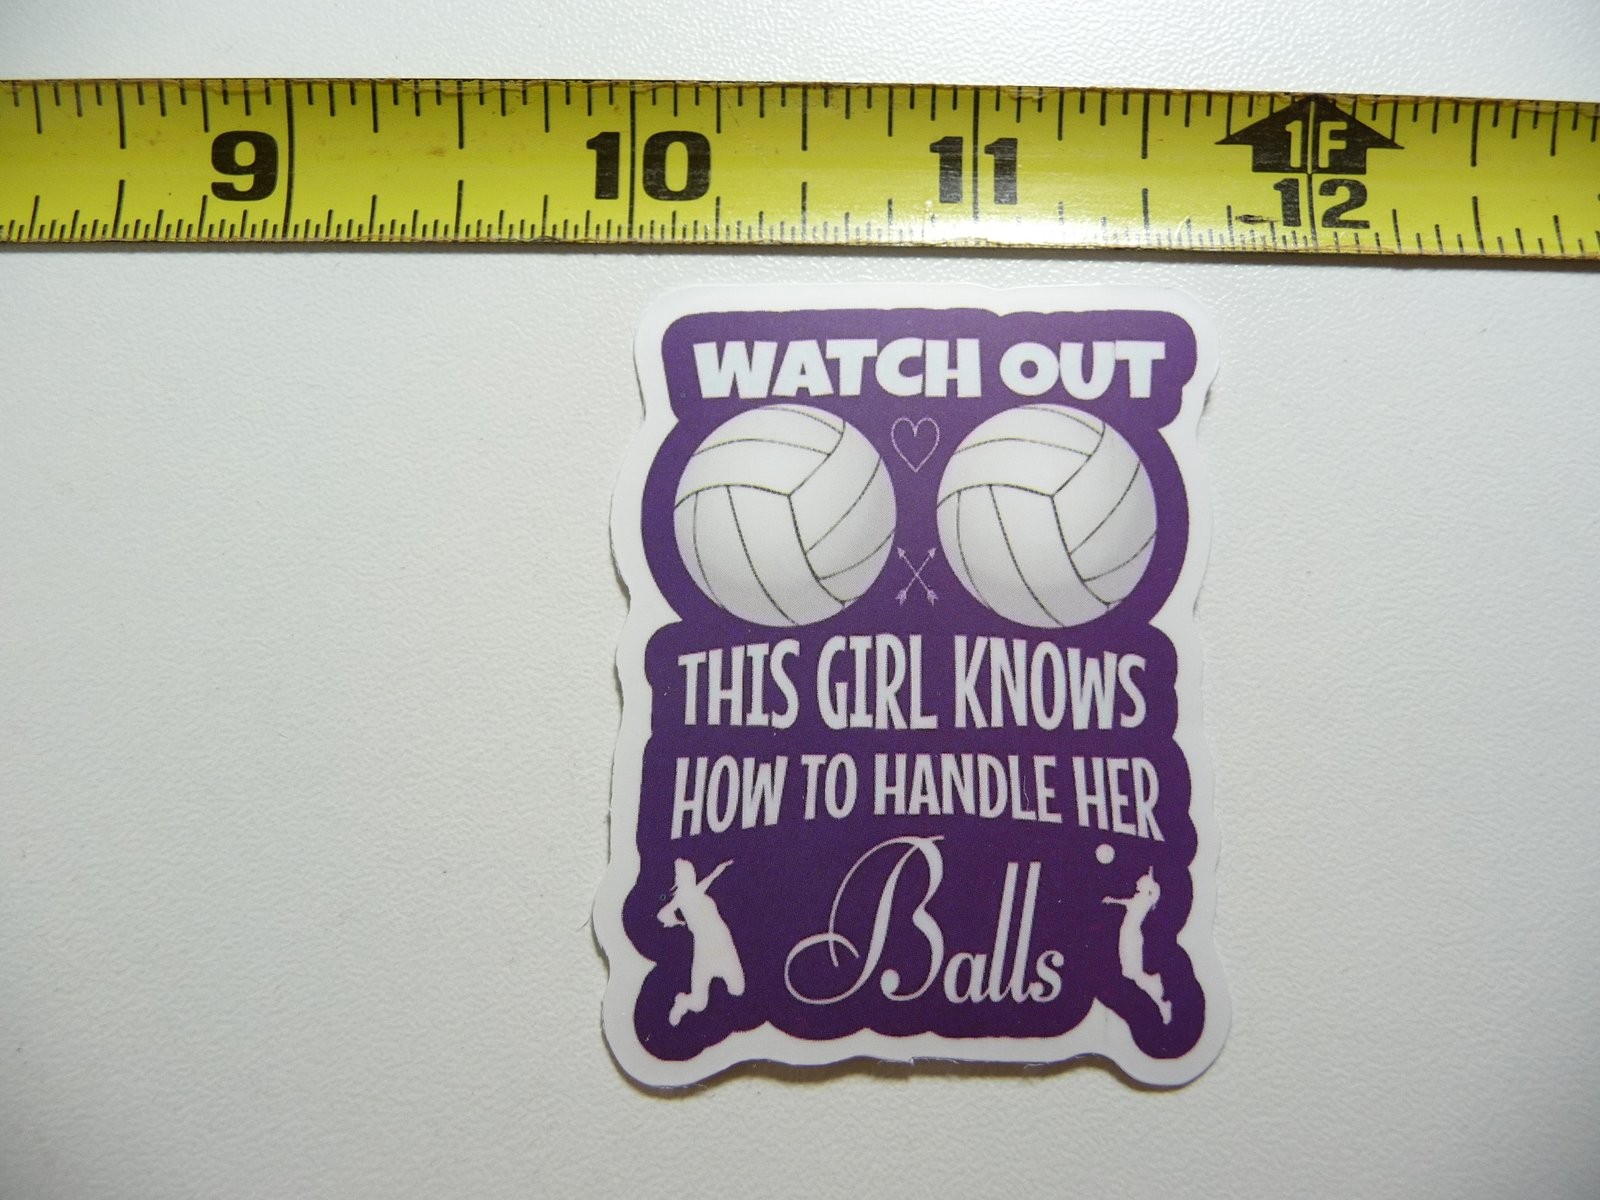 9 10 11 1F
12
WATCH OUT
THIS GIRL KNOWS
HOW TO HANDLE HER
Balls